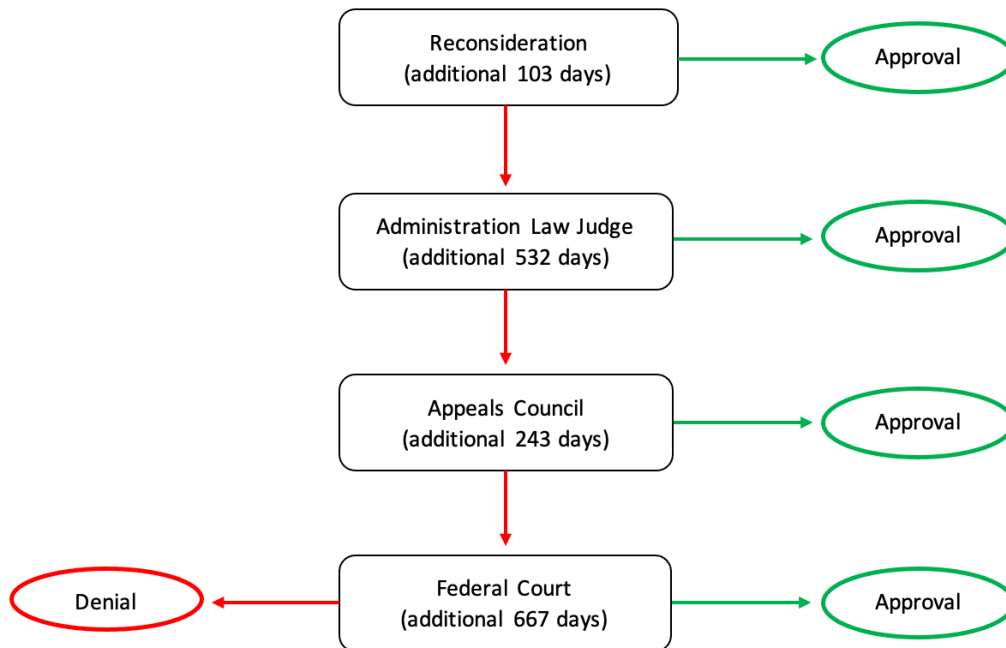 Reconsideration
(additional 103 days)
Approval
Administration Law Judge
(additional 532 days)
Approval
Appeals Council
(additional 243 days)
Approval
Denial
Federal Court
(additional 667 days)
Approval